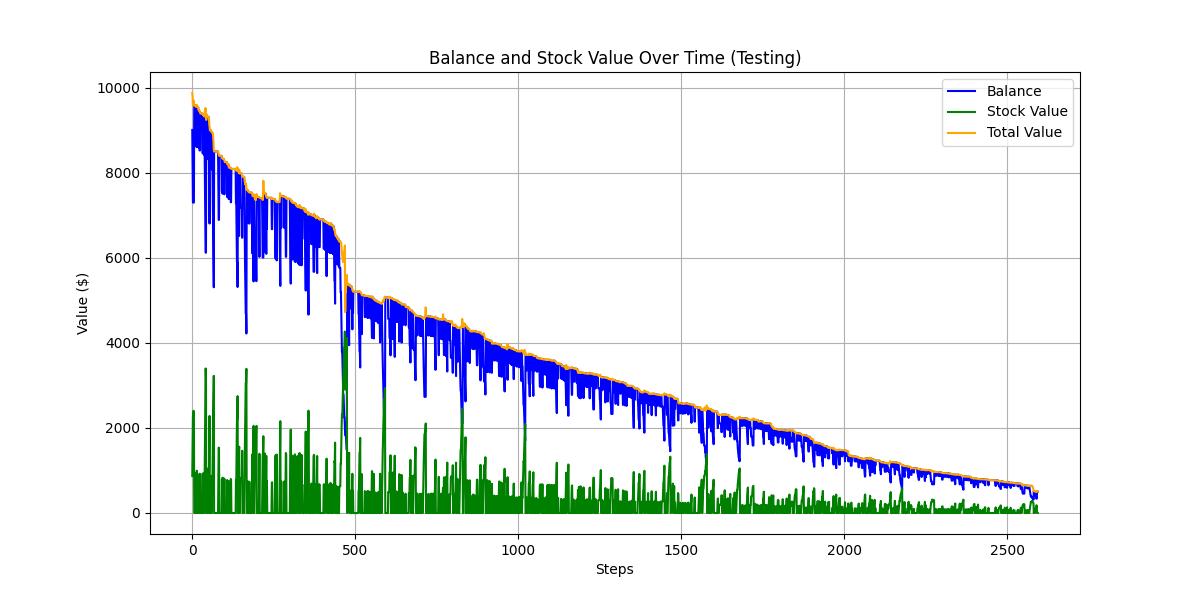 Balance and Stock Value Over Time (Testing)
Balance
Stock Value
Total Value
Value ($)
10000
8000
6000
4000
2000
0
0 500 1000 1500 2000 2500
Steps